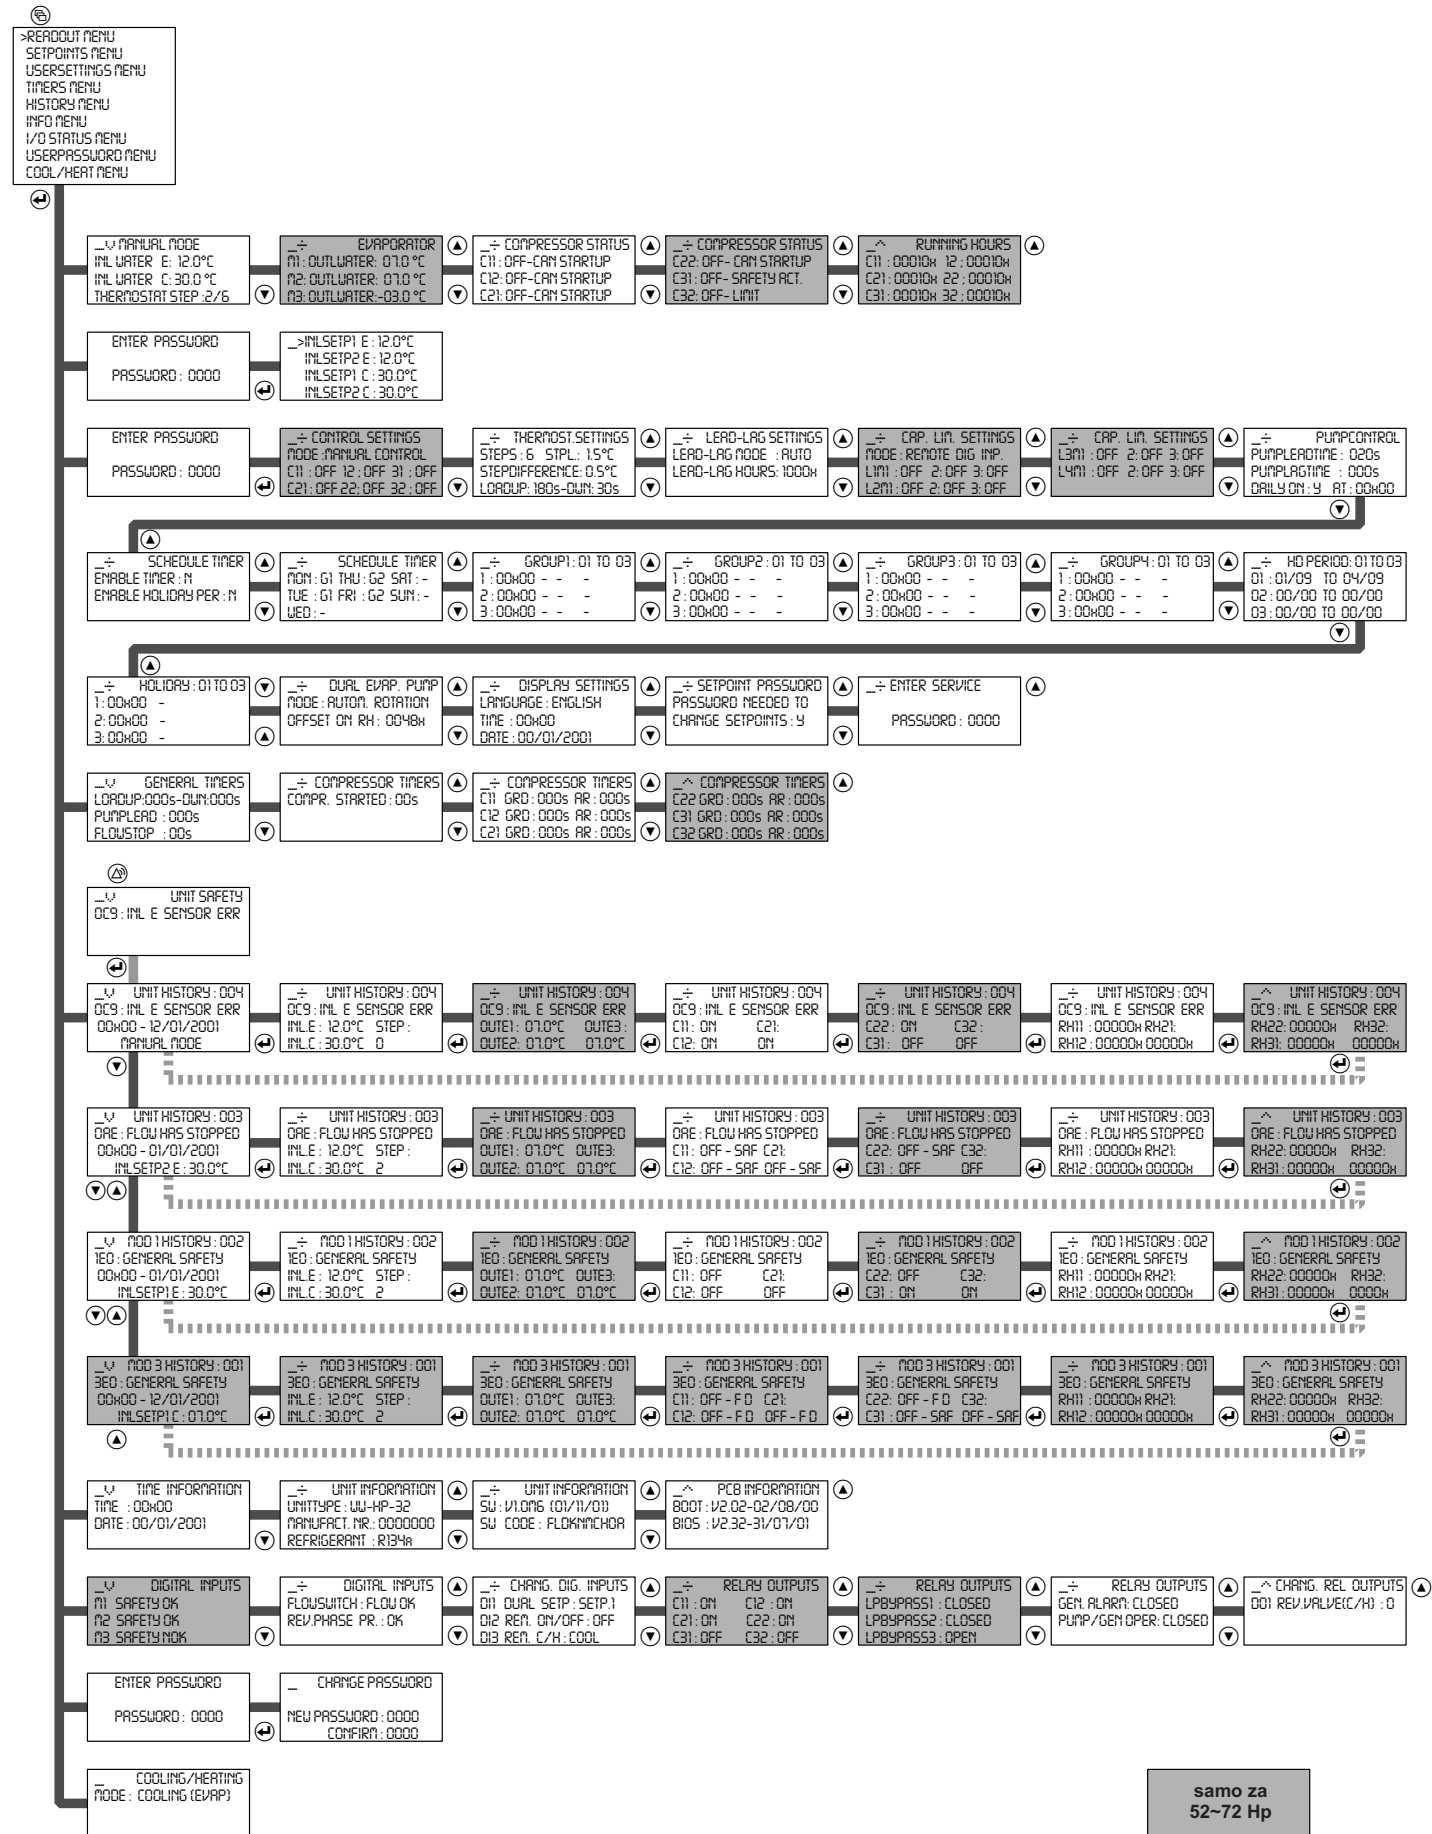 >READOUT MENU
SETPOINTS MENU
USERSETTINGS MENU
TIMERS MENU
HISTORY MENU
INFO MENU
I/O STATUS MENU
USERPASSWORD MENU
COOL/HEAT MENU
_v MANUAL MODE
INL WATER E: 12.0°C
INL WATER C:30.0 °C
THERMOSTAT STEP :2/6
_÷ EVAPORATOR
M1: OUTLWATER: 07.0 °C
M2: OUTLWATER: 07.0 °C
M3: OUTLWATER:-03.0 °C
_÷ COMPRESSOR STATUS
C11 : OFF-CAN STARTUP
C12: OFF-CAN STARTUP
C21: OFF-CAN STARTUP
_÷ COMPRESSOR STATUS
C22: OFF- CAN STARTUP
C31 : OFF- SAFETY ACT.
C32: OFF- LIMIT
_^ RUNNING HOURS
C11 : 00010h 12 : 00010h
C21 : 00010h 22 : 00010h
C31 : 00010h 32 : 00010h
ENTER PASSWORD
PASSWORD : 0000
_>INLSETP1 E : 12.0°C
INLSETP2 E : 12.0°C
INLSETP1 C : 30.0°C
INLSETP2 C : 30.0°C
ENTER PASSWORD
PASSWORD : 0000
_÷ CONTROL SETTINGS
MODE :MANUAL CONTROL
C11 : OFF 12 : OFF 31 : OFF
C21 : OFF 22: OFF 32 : OFF
_÷ THERMOST.SETTINGS
STEPS : 6 STPL.: 1.5°C
STEPDIFFERENCE: 0.5°C
LOADUP: 180s-DWN: 30s
_÷ LEAD-LAG SETTINGS
LEAD-LAG MODE : AUTO
LEAD-LAG HOURS: 1000h
_÷ CAP. LIM. SETTINGS
MODE : REMOTE DIG INP.
L1M1 : OFF 2: OFF 3: OFF
L2M1 : OFF 2: OFF 3: OFF
_÷ CAP. LIM. SETTINGS
L3M1 : OFF 2: OFF 3: OFF
L4M1 : OFF 2: OFF 3: OFF
_÷ PUMPCONTROL
PUMPLEADTIME : 020s
PUMPLAGTIME : 000s
DAILY ON : Y AT : 00h00
_÷ SCHEDULE TIMER
ENABLE TIMER : N
ENABLE HOLIDAY PER : N
_÷ SCHEDULE TIMER
MON : G1 THU : G2 SAT : -
TUE : G1 FRI : G2 SUN : -
WED : -
_÷ GROUP1 : 01 TO 03
1 : 00h00 - - -
2 : 00h00 - - -
3 : 00h00 - - -
_÷ GROUP2 : 01 TO 03
1 : 00h00 - - -
2 : 00h00 - - -
3 : 00h00 - - -
_÷ GROUP3 : 01 TO 03
1 : 00h00 - - -
2 : 00h00 - - -
3 : 00h00 - - -
_÷ GROUP4 : 01 TO 03
1 : 00h00 - - -
2 : 00h00 - - -
3 : 00h00 - - -
_÷ HD PERIOD: 01 TO 03
01 : 01/09 TO 04/09
02 : 00/00 TO 00/00
03 : 00/00 TO 00/00
_÷ HOLIDAY : 01 TO 03
1 : 00h00 -
2: 00h00 -
3: 00h00 -
_÷ DUAL EVAP. PUMP
MODE : AUTOM. ROTATION
OFFSET ON RH : 0048h
_÷ DISPLAY SETTINGS
LANGUAGE : ENGLISH
TIME : 00h00
DATE : 00/01/2001
_÷ SETPOINT PASSWORD
PASSWORD NEEDED TO
CHANGE SETPOINTS : Y
_÷ ENTER SERVICE
PASSWORD : 0000
_v GENERAL TIMERS
LOADUP:000s-DWN:000s
PUMPLEAD : 000s
FLOWSTOP : 00s
_÷ COMPRESSOR TIMERS
COMPR. STARTED : 00s
_÷ COMPRESSOR TIMERS
C11 GRD : 000s AR : 000s
C12 GRD : 000s AR : 000s
C21 GRD : 000s AR : 000s
_^ COMPRESSOR TIMERS
C22 GRD : 000s AR : 000s
C31 GRD : 000s AR : 000s
C32 GRD : 000s AR : 000s
_v UNIT SAFETY
0C9 : INL E SENSOR ERR
_v UNIT HISTORY : 004
0C9 : INL E SENSOR ERR
00h00 - 12/01/2001
MANUAL MODE
_÷ UNIT HISTORY : 004
0C9 : INL E SENSOR ERR
INL.E : 12.0°C STEP :
INL.C : 30.0°C 0
_÷ UNIT HISTORY : 004
0C9 : INL E SENSOR ERR
OUTE1 : 07.0°C OUTE3 :
OUTE2: 07.0°C 07.0°C
_÷ UNIT HISTORY : 004
0C9 : INL E SENSOR ERR
C11 : ON C21:
C12: ON ON
_÷ UNIT HISTORY : 004
0C9 : INL E SENSOR ERR
C22 : ON C32 :
C31 : OFF OFF
_÷ UNIT HISTORY : 004
0C9 : INL E SENSOR ERR
RH11 : 00000h RH21:
RH12 : 00000h 00000h
_^ UNIT HISTORY : 004
0C9 : INL E SENSOR ERR
RH22: 00000h RH32:
RH31: 00000h 00000h
_v UNIT HISTORY : 003
0AE : FLOW HAS STOPPED
00h00 - 01/01/2001
INLSETP2 E : 30.0°C
_÷ UNIT HISTORY : 003
0AE : FLOW HAS STOPPED
INL.E : 12.0°C STEP :
INL.C : 30.0°C 2
_÷ UNIT HISTORY : 003
0AE : FLOW HAS STOPPED
OUTE1: 07.0°C OUTE3:
OUTE2: 07.0°C 07.0°C
_÷ UNIT HISTORY : 003
0AE : FLOW HAS STOPPED
C11 : OFF - SAF C21:
C12: OFF - SAF OFF - SAF
_÷ UNIT HISTORY : 003
0AE : FLOW HAS STOPPED
C22: OFF - SAF C32:
C31 : OFF OFF
_÷ UNIT HISTORY : 003
0AE : FLOW HAS STOPPED
RH11 : 00000h RH21:
RH12 : 00000h 00000h
_^ UNIT HISTORY : 003
0AE : FLOW HAS STOPPED
RH22: 00000h RH32:
RH31 : 00000h 00000h
_v MOD 1 HISTORY : 002
1E0 : GENERAL SAFETY
00h00 - 01/01/2001
INLSETP1 E : 30.0°C
_÷ MOD 1 HISTORY : 002
1E0 : GENERAL SAFETY
INL.E : 12.0°C STEP :
INL.C : 30.0°C 2
_÷ MOD 1 HISTORY : 002
1E0 : GENERAL SAFETY
OUTE1 : 07.0°C OUTE3:
OUTE2: 07.0°C 07.0°C
_÷ MOD 1 HISTORY : 002
1E0 : GENERAL SAFETY
C11 : OFF C21:
C12: OFF OFF
_÷ MOD 1 HISTORY : 002
1E0 : GENERAL SAFETY
C22: OFF C32:
C31 : ON ON
_÷ MOD 1 HISTORY : 002
1E0 : GENERAL SAFETY
RH11 : 00000h RH21:
RH12 : 00000h 00000h
_^ MOD 1 HISTORY : 002
1E0 : GENERAL SAFETY
RH22: 00000h RH32:
RH31 : 00000h 0000h
_v MOD 3 HISTORY : 001
3E0 : GENERAL SAFETY
00h00 - 12/01/2001
INLSETP1 C : 07.0°C
_÷ MOD 3 HISTORY : 001
3E0 : GENERAL SAFETY
INL.E : 12.0°C STEP :
INL.C : 30.0°C 2
_÷ MOD 3 HISTORY : 001
3E0 : GENERAL SAFETY
OUTE1: 07.0°C OUTE3:
OUTE2: 07.0°C 07.0°C
_÷ MOD 3 HISTORY : 001
3E0 : GENERAL SAFETY
C11 : OFF - F D C21:
C12: OFF - F D OFF - F D
_÷ MOD 3 HISTORY : 001
3E0 : GENERAL SAFETY
C22: OFF - F D C32:
C31 : OFF - SAF OFF - SAF
_÷ MOD 3 HISTORY : 001
3E0 : GENERAL SAFETY
RH11 : 00000h RH21:
RH12 : 00000h 00000h
_^ MOD 3 HISTORY : 001
3E0 : GENERAL SAFETY
RH22: 00000h RH32:
RH31 : 00000h 00000h
_v TIME INFORMATION
TIME : 00h00
DATE : 00/01/2001
_÷ UNIT INFORMATION
UNITTYPE : WW-HP-32
MANUFACT. NR.: 0000000
REFRIGERANT : R134a
_÷ UNIT INFORMATION
SW : V1.0M6 (01/11/01)
SW CODE : FLDKNMCH0A
_^ PCB INFORMATION
BOOT : V2.02-02/08/00
BIOS : V2.32-31/07/01
_v DIGITAL INPUTS
M1 SAFETY OK
M2 SAFETY OK
M3 SAFETY NOK
_÷ DIGITAL INPUTS
FLOWSWITCH : FLOW OK
REV.PHASE PR. : OK
_÷ CHANG. DIG. INPUTS
DI1 DUAL SETP : SETP.1
DI2 REM. ON/OFF : OFF
DI3 REM. C/H : COOL
_÷ RELAY OUTPUTS
C11 : ON C12 : ON
C21 : ON C22 : ON
C31 : OFF C32 : OFF
_÷ RELAY OUTPUTS
LPBYPASS1 : CLOSED
LPBYPASS2 : CLOSED
LPBYPASS3 : OPEN
_÷ RELAY OUTPUTS
GEN. ALARM: CLOSED
PUMP/GEN OPER: CLOSED
_^ CHANG. REL OUTPUTS
DO1 REV.VALVE(C/H) : 0
ENTER PASSWORD
PASSWORD : 0000
_ CHANGE PASSWORD
NEW PASSWORD : 0000
CONFIRM : 0000
_ COOLING/HEATING
MODE : COOLING (EVAP)
samo za
52~72 Hp